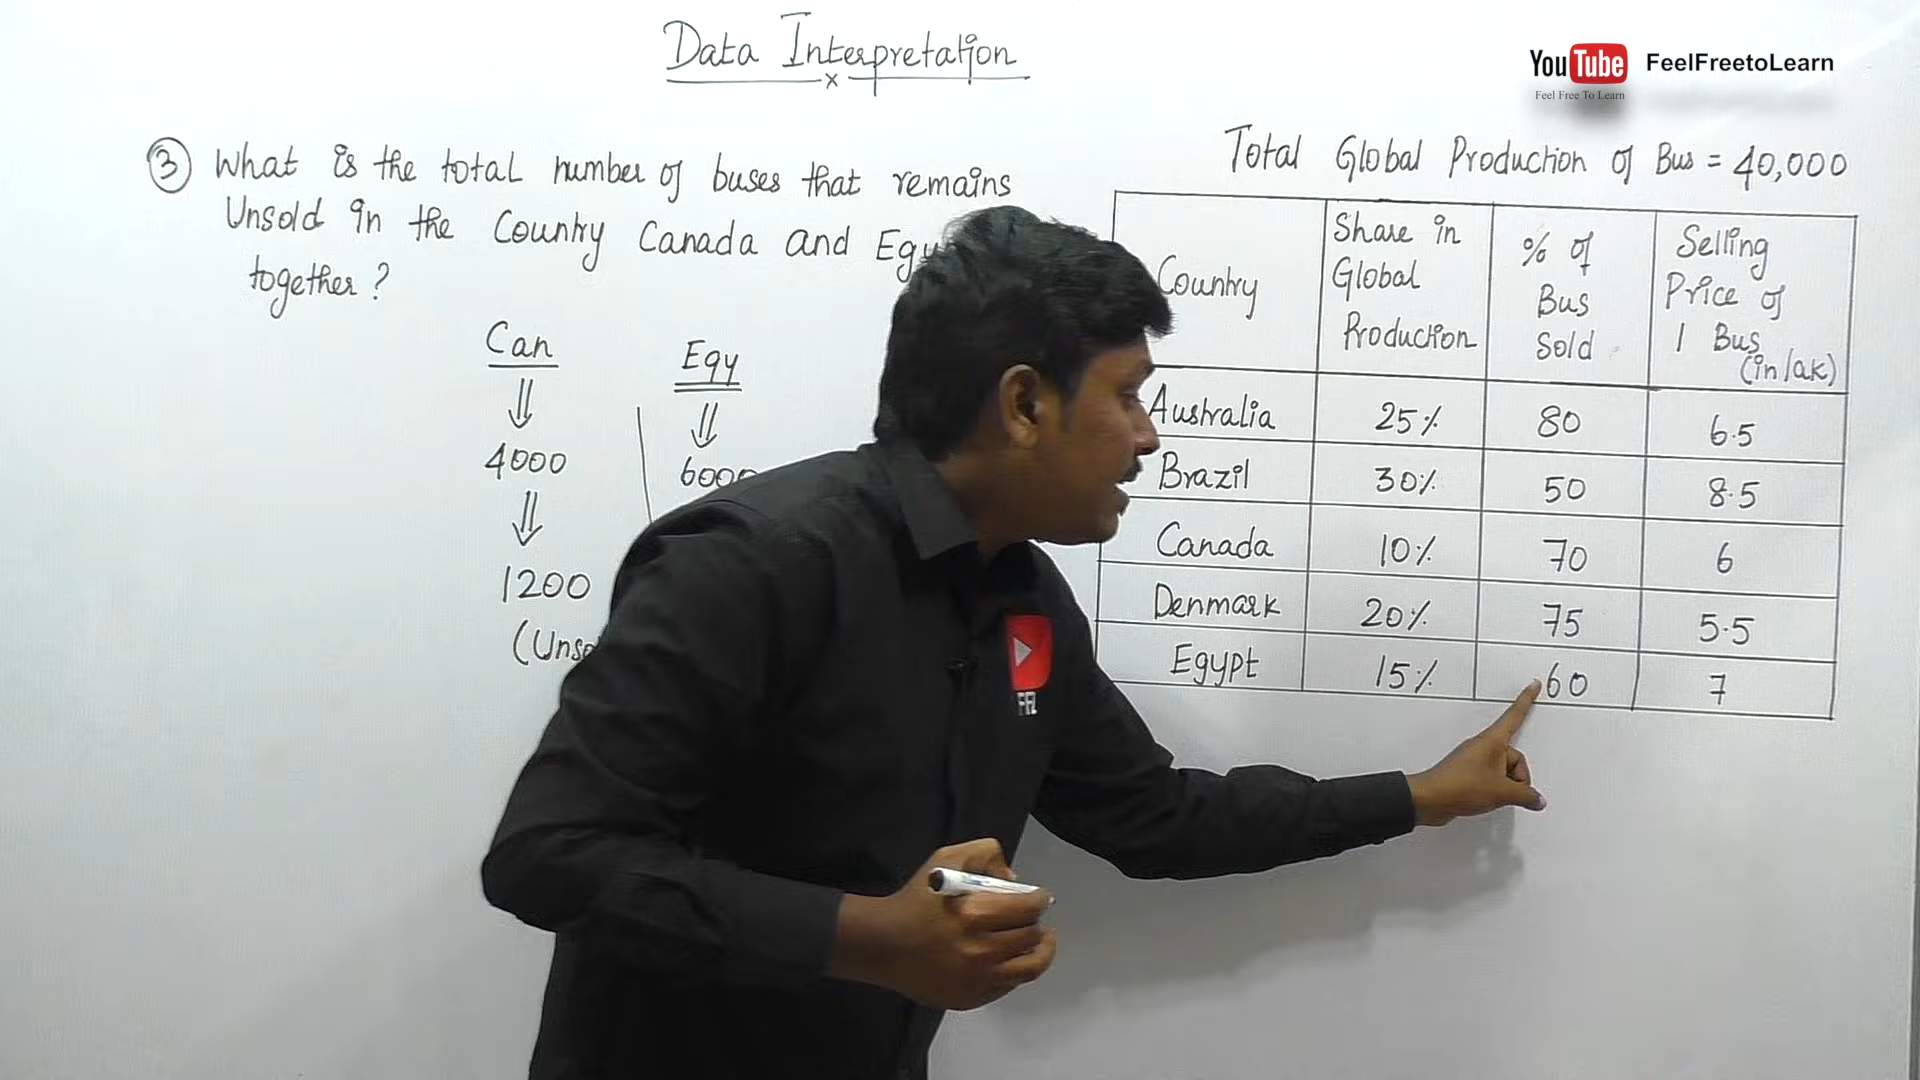 Data Interpretation
x
YouTube FeelFreetoLearn
Feel Free To Learn
3 What is the total number of buses that remains
Unsold in the Country Canada and
together?
Can
4000
1200
Egy
Total Global Production of Bus = 40,000
Country
Share in
Global
Production
% of
Bus
Sold
Selling
Price of
1 Bus
(in lak)
Australia 25% 80 6.5
Brazil 30% 50 8.5
Canada 10% 70 6
Denmark 20% 75 5.5
Egypt 15% 60 7
FFL